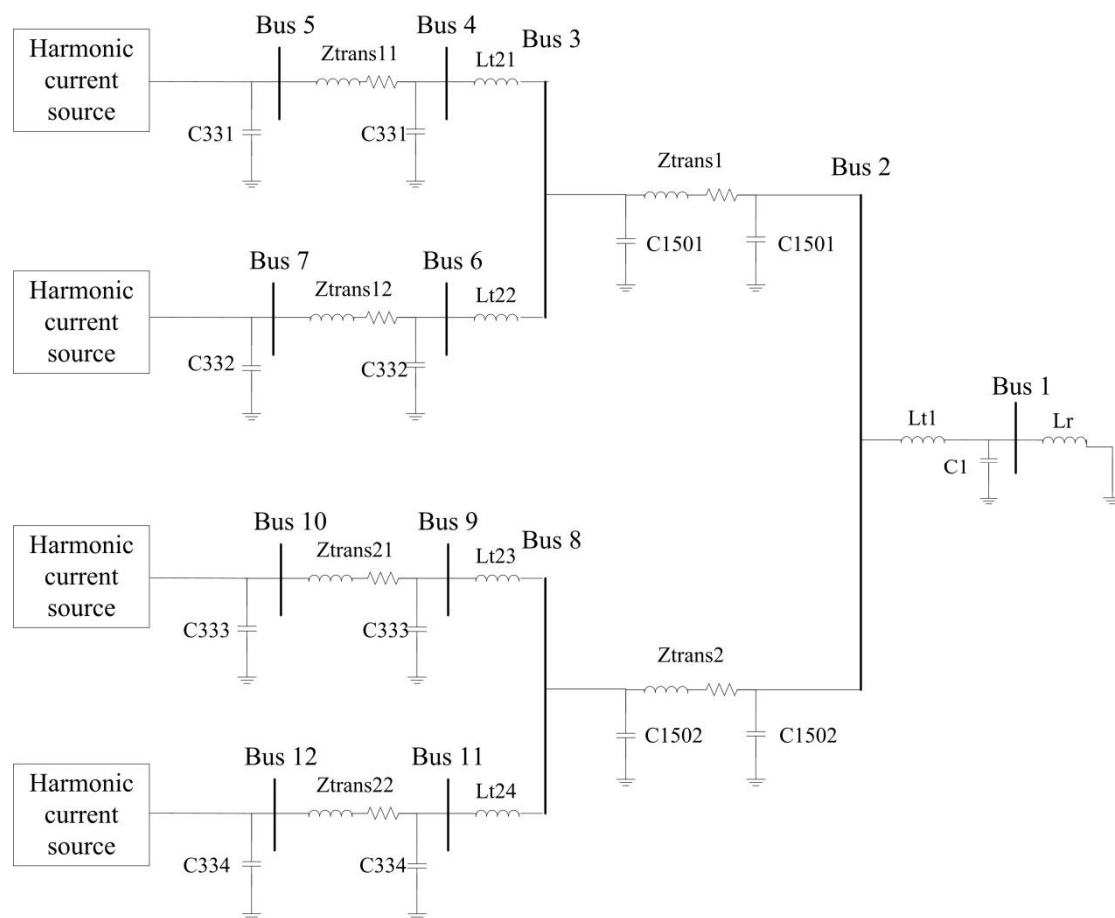 Harmonic
current
source
Bus 5
Ztrans11
Bus 4
Lt21
Bus 3
C331
C331
Ztrans1
Bus 2
C1501
C1501
Harmonic
current
source
Bus 7
Ztrans12
Bus 6
Lt22
C332
C332
Lt1
Bus 1
Lr
C1
Harmonic
current
source
Bus 10
Ztrans21
Bus 9
Lt23
Bus 8
C333
C333
Ztrans2
C1502
C1502
Harmonic
current
source
Bus 12
Ztrans22
Bus 11
Lt24
C334
C334